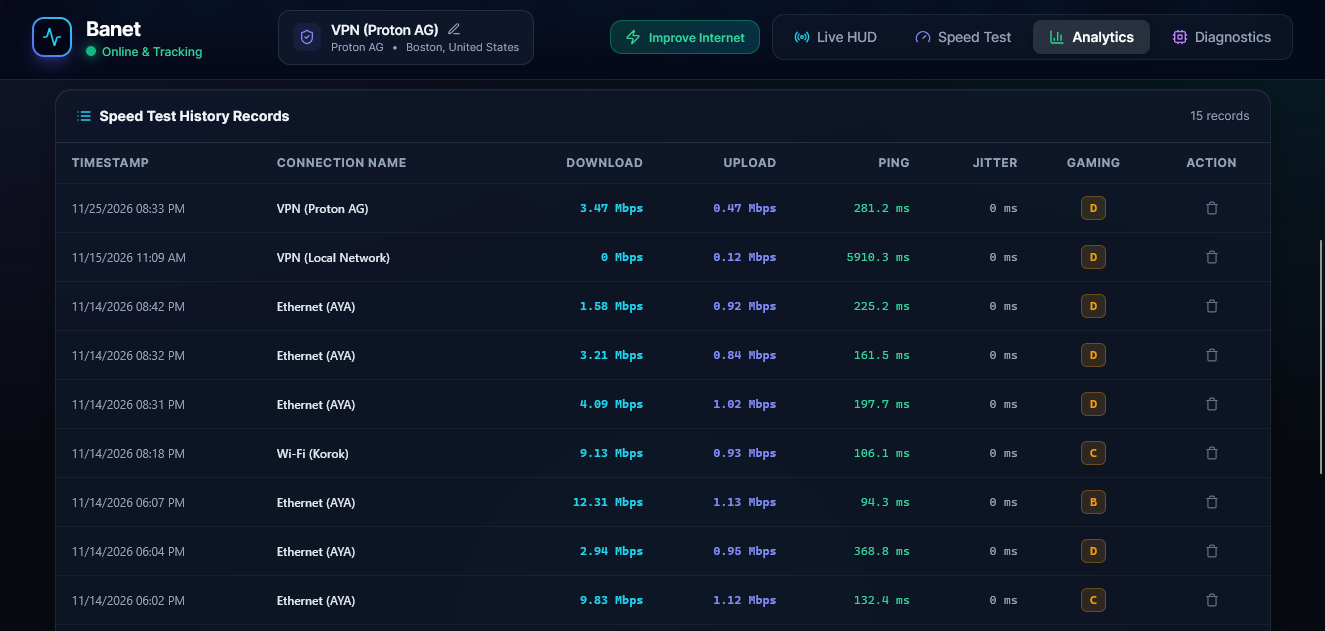 Banet
Online & Tracking
VPN (Proton AG)
Proton AG • Boston, United States
Improve Internet
Live HUD
Speed Test
Analytics
Diagnostics
Speed Test History Records
15 records
TIMESTAMP CONNECTION NAME DOWNLOAD UPLOAD PING JITTER GAMING ACTION
11/25/2026 08:33 PM VPN (Proton AG) 3.47 Mbps 0.47 Mbps 281.2 ms 0 ms D
11/15/2026 11:09 AM VPN (Local Network) 0 Mbps 0.12 Mbps 5910.3 ms 0 ms D
11/14/2026 08:42 PM Ethernet (AYA) 1.58 Mbps 0.92 Mbps 225.2 ms 0 ms D
11/14/2026 08:32 PM Ethernet (AYA) 3.21 Mbps 0.84 Mbps 161.5 ms 0 ms D
11/14/2026 08:31 PM Ethernet (AYA) 4.09 Mbps 1.02 Mbps 197.7 ms 0 ms D
11/14/2026 08:18 PM Wi-Fi (Korok) 9.13 Mbps 0.93 Mbps 106.1 ms 0 ms C
11/14/2026 06:07 PM Ethernet (AYA) 12.31 Mbps 1.13 Mbps 94.3 ms 0 ms B
11/14/2026 06:04 PM Ethernet (AYA) 2.94 Mbps 0.95 Mbps 368.8 ms 0 ms D
11/14/2026 06:02 PM Ethernet (AYA) 9.83 Mbps 1.12 Mbps 132.4 ms 0 ms C